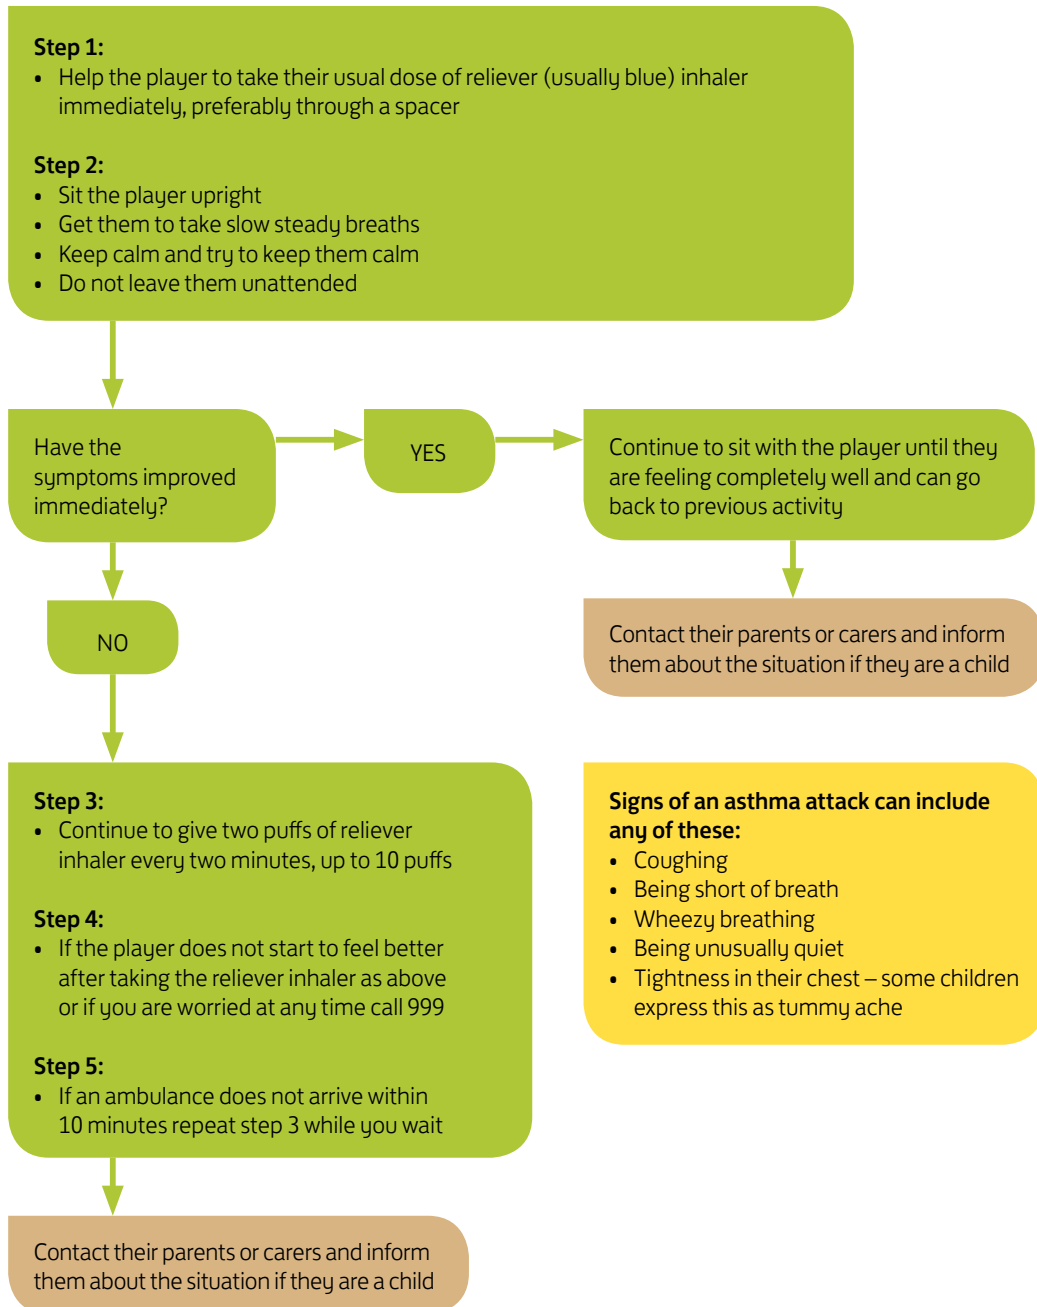 Step 1:
• Help the player to take their usual dose of reliever (usually blue) inhaler
immediately, preferably through a spacer
Step 2:
• Sit the player upright
• Get them to take slow steady breaths
• Keep calm and try to keep them calm
• Do not leave them unattended
Have the
symptoms improved
immediately?
YES
Continue to sit with the player until they
are feeling completely well and can go
back to previous activity
NO
Contact their parents or carers and inform
them about the situation if they are a child
Step 3:
• Continue to give two puffs of reliever
inhaler every two minutes, up to 10 puffs
Step 4:
• If the player does not start to feel better
after taking the reliever inhaler as above
or if you are worried at any time call 999
Step 5:
• If an ambulance does not arrive within
10 minutes repeat step 3 while you wait
Signs of an asthma attack can include
any of these:
• Coughing
• Being short of breath
• Wheezy breathing
• Being unusually quiet
• Tightness in their chest – some children
express this as tummy ache
Contact their parents or carers and inform
them about the situation if they are a child